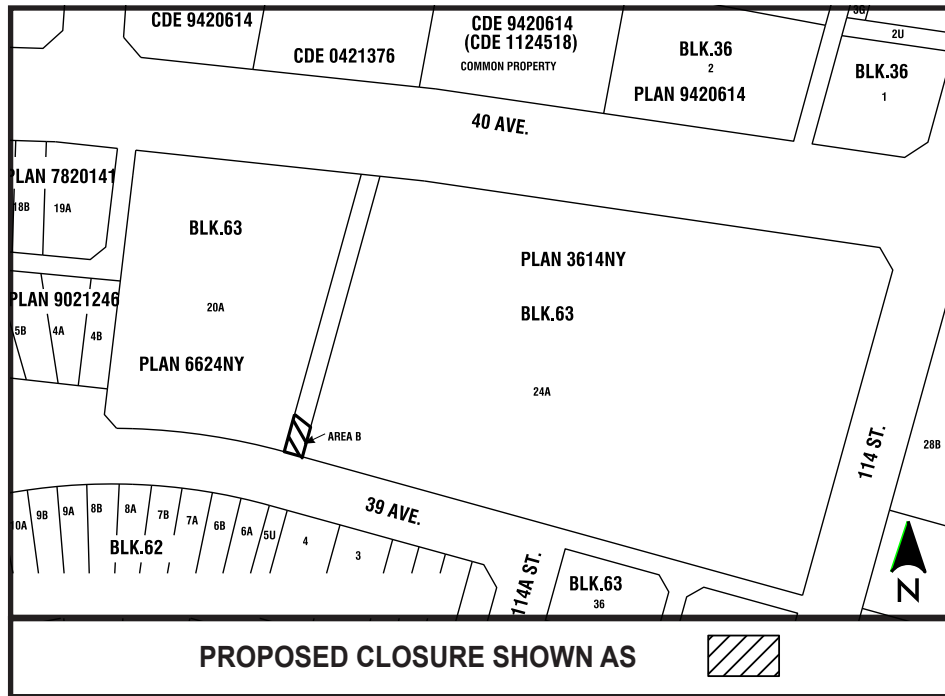 CDE 9420614
CDE 0421376
CDE 9420614
(CDE 1124518)
COMMON PROPERTY
BLK.36
2
PLAN 9420614
3U
2U
BLK.36
1
40 AVE.
PLAN 7820141
18B
19A
BLK.63
20A
PLAN 6624NY
PLAN 9021246
5B
4A
4B
PLAN 3614NY
BLK.63
24A
AREA B
114 ST.
28B
39 AVE.
10A
9B
9A
8B
8A
7B
7A
6B
6A
5U
4
3
BLK.62
114A ST.
BLK.63
36
N
PROPOSED CLOSURE SHOWN AS